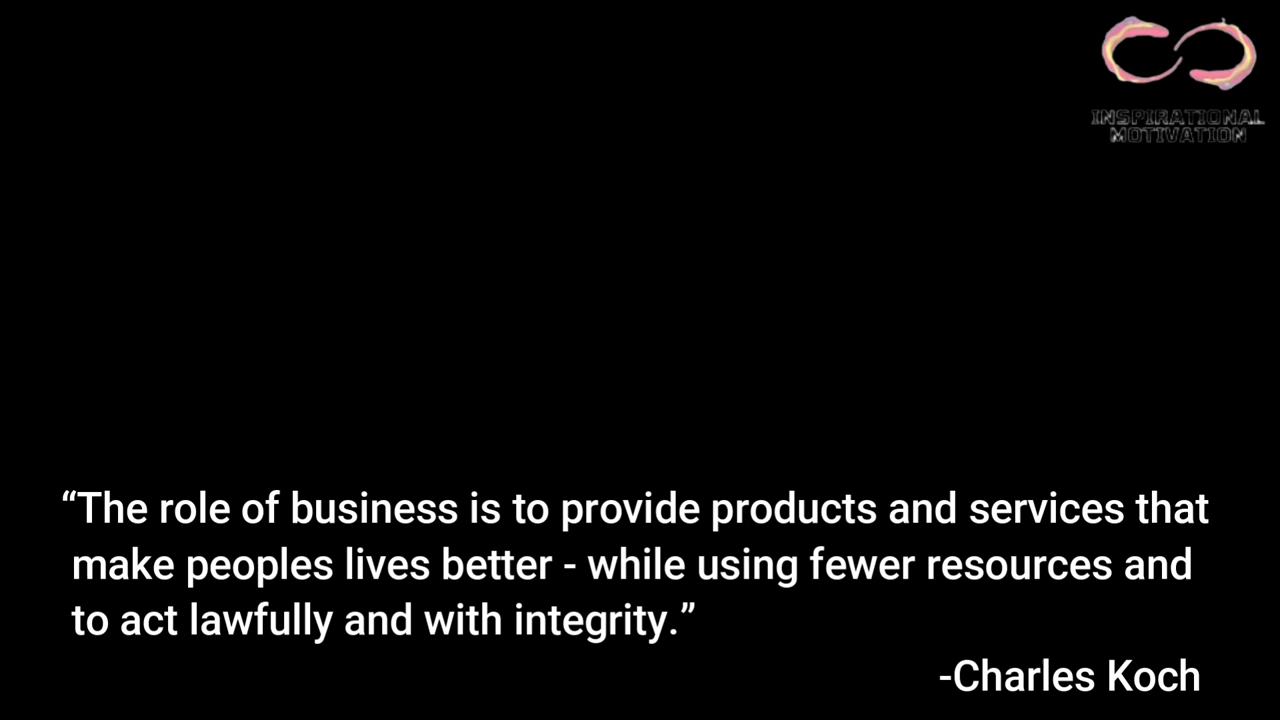 INSPIRATIONAL
MOTIVATION
“The role of business is to provide products and services that
make peoples lives better - while using fewer resources and
to act lawfully and with integrity.”
-Charles Koch